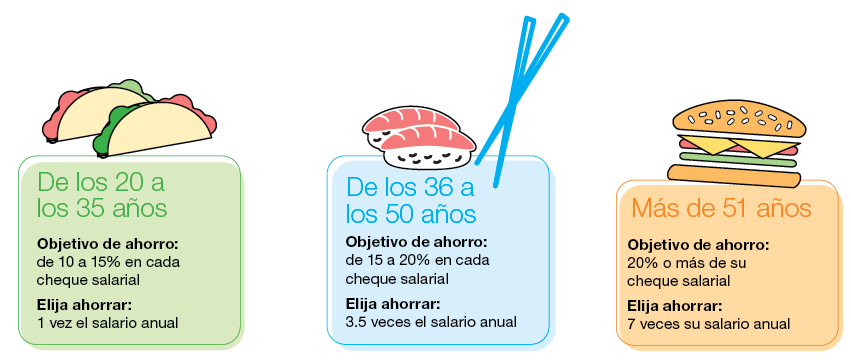 De los 20 a
los 35 años
Objetivo de ahorro:
de 10 a 15% en cada
cheque salarial
Elija ahorrar:
1 vez el salario anual
De los 36 a
los 50 años
Objetivo de ahorro:
de 15 a 20% en cada
cheque salarial
Elija ahorrar:
3.5 veces el salario anual
Más de 51 años
Objetivo de ahorro:
20% o más de su
cheque salarial
Elija ahorrar:
7 veces su salario anual